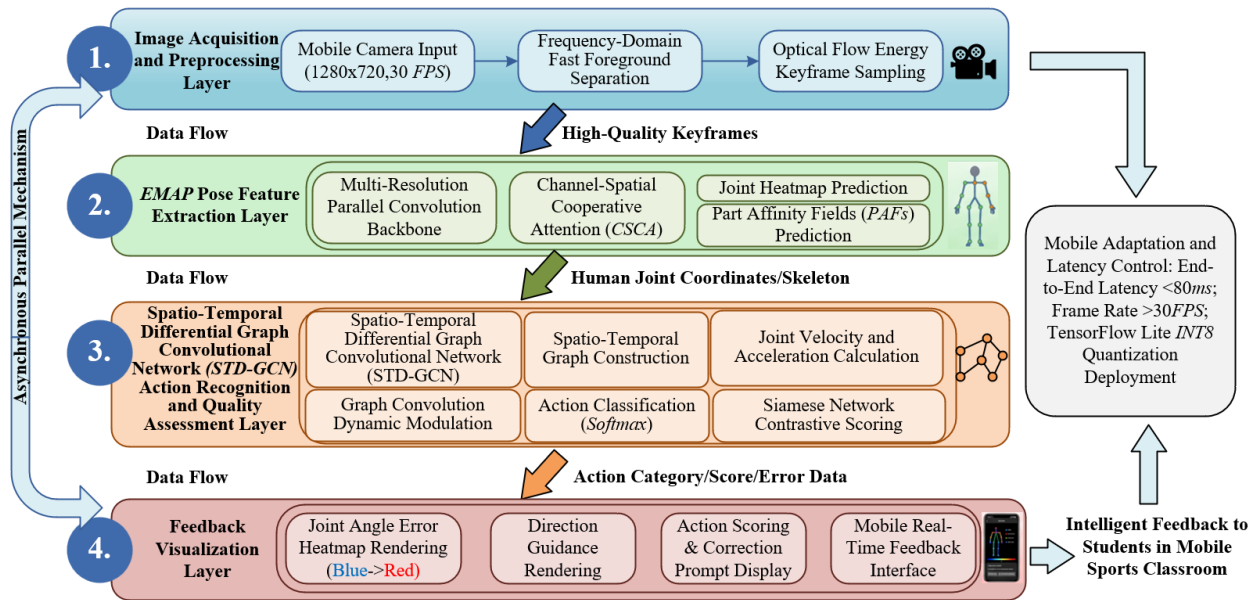 Asynchronous Parallel Mechanism
1.
Image Acquisition
and Preprocessing
Layer
Mobile Camera Input
(1280x720,30 FPS)
Frequency-Domain
Fast Foreground
Separation
Optical Flow Energy
Keyframe Sampling
Data Flow
High-Quality Keyframes
2.
EMAP Pose Feature
Extraction Layer
Multi-Resolution
Parallel Convolution
Backbone
Channel-Spatial
Cooperative
Attention (CSCA)
Joint Heatmap Prediction
Part Affinity Fields (PAFs)
Prediction
Data Flow
Human Joint Coordinates/Skeleton
3.
Spatio-Temporal
Differential Graph
Convolutional
Network (STD-GCN)
Action Recognition
and Quality
Assessment Layer
Spatio-Temporal
Differential Graph
Convolutional Network
(STD-GCN)
Spatio-Temporal
Graph Construction
Joint Velocity and
Acceleration Calculation
Graph Convolution
Dynamic Modulation
Action Classification
(Softmax)
Siamese Network
Contrastive Scoring
Data Flow
Action Category/Score/Error Data
4.
Feedback
Visualization
Layer
Joint Angle Error
Heatmap Rendering
(Blue->Red)
Direction
Guidance
Rendering
Action Scoring
& Correction
Prompt Display
Mobile Real-
Time Feedback
Interface
Intelligent Feedback to
Students in Mobile
Sports Classroom
Mobile Adaptation and
Latency Control: End-
to-End Latency <80ms;
Frame Rate >30FPS;
TensorFlow Lite INT8
Quantization
Deployment